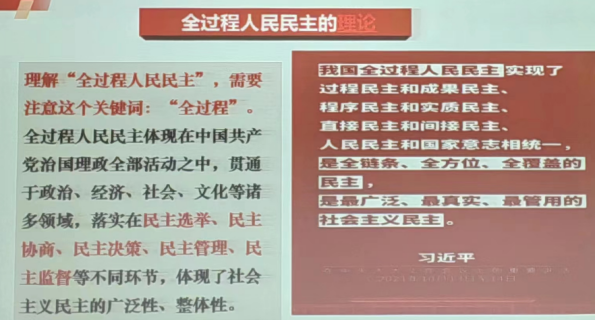 全过程人民民主的理论
理解“全过程人民民主”，需要
注意这个关键词：“全过程”。
全过程人民民主体现在中国共产
党治国理政全部活动之中，贯通
于政治、经济、社会、文化等诸
多领域，落实在民主选举、民主
协商、民主决策、民主管理、民
主监督等不同环节，体现了社会
主义民主的广泛性、整体性。
我国全过程人民民主实现了
过程民主和成果民主、
程序民主和实质民主、
直接民主和间接民主、
人民民主和国家意志相统一，
是全链条、全方位、全覆盖的
民主，
是最广泛、最真实、最管用的
社会主义民主。
习近平